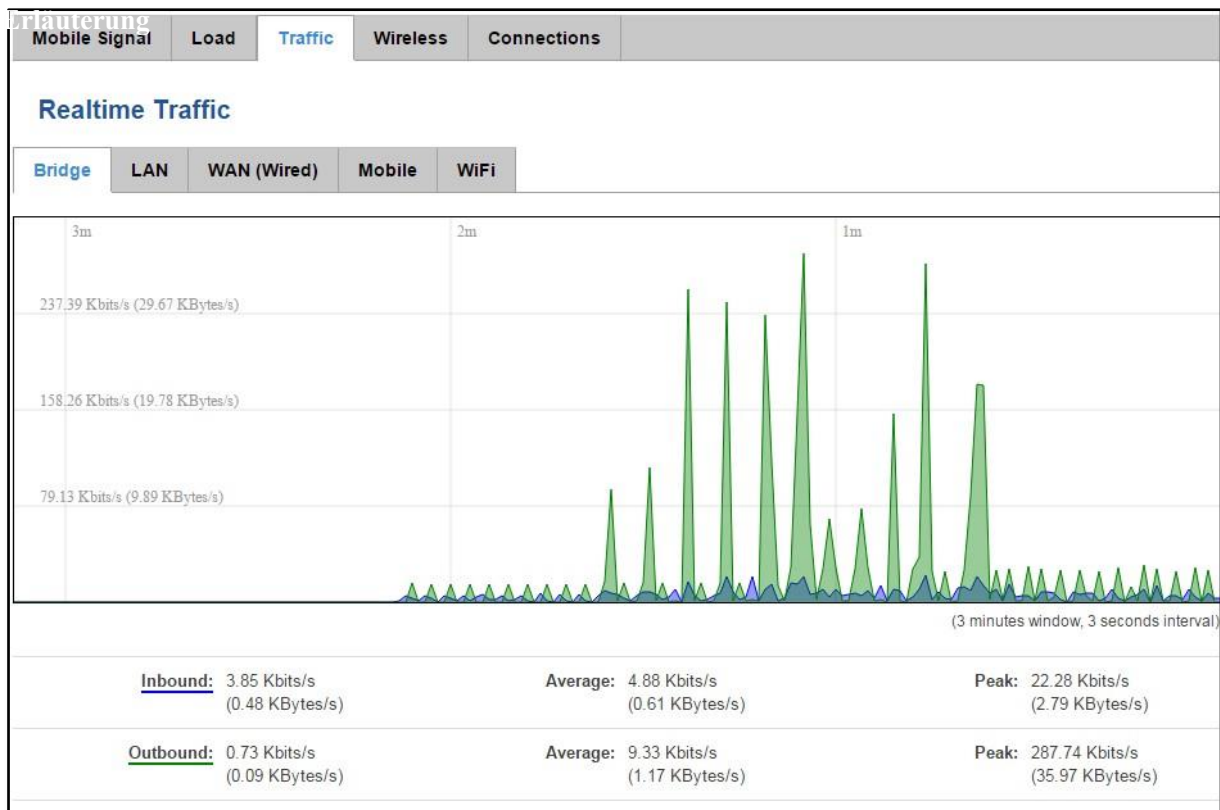 Erläuterung
Mobile Signal Load Traffic Wireless Connections
Realtime Traffic
Bridge LAN WAN (Wired) Mobile WiFi
3m 2m 1m
237.39 Kbits/s (29.67 KBytes/s)
158.26 Kbits/s (19.78 KBytes/s)
79.13 Kbits/s (9.89 KBytes/s)
(3 minutes window, 3 seconds interval)
Inbound: 3.85 Kbits/s Average: 4.88 Kbits/s Peak: 22.28 Kbits/s
(0.48 KBytes/s) (0.61 KBytes/s) (2.79 KBytes/s)
Outbound: 0.73 Kbits/s Average: 9.33 Kbits/s Peak: 287.74 Kbits/s
(0.09 KBytes/s) (1.17 KBytes/s) (35.97 KBytes/s)